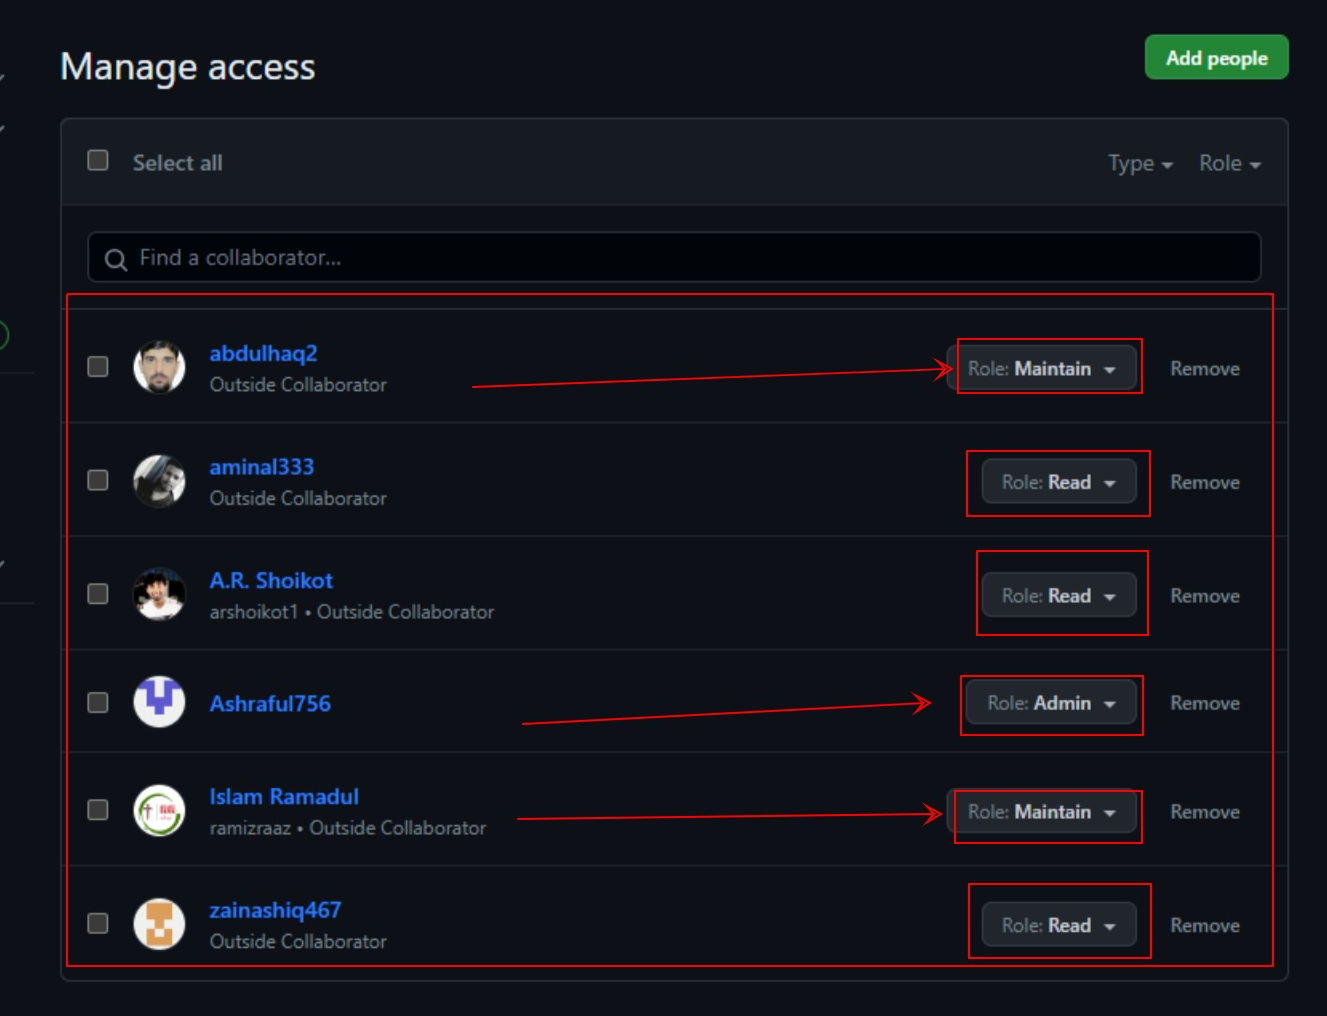 Manage access
Add people
Select all
Type
Role
Find a collaborator...
abdulhaq2
Outside Collaborator
Role: Maintain
Remove
aminal333
Outside Collaborator
Role: Read
Remove
A.R. Shoikot
arshoikot1 • Outside Collaborator
Role: Read
Remove
Ashraful756
Role: Admin
Remove
Islam Ramadul
ramizraaz • Outside Collaborator
Role: Maintain
Remove
zainashiq467
Outside Collaborator
Role: Read
Remove